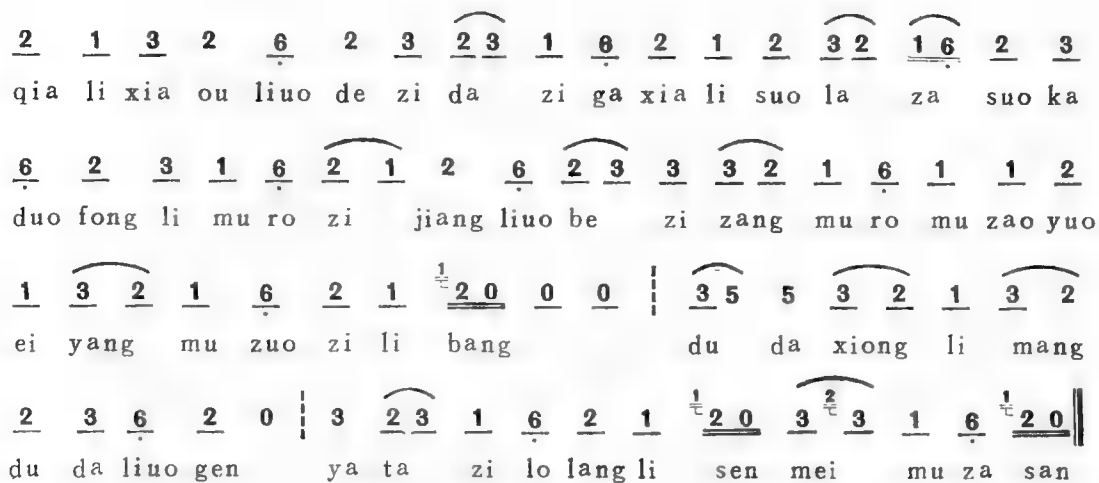 2 1 3 2 6 2 3 2 3 1 6 2 1 2 3 2 1 6 2 3
qia li xia ou liuo de zi da zi ga xia li suo la za suo ka
6 2 3 1 6 2 1 2 6 2 3 3 3 2 1 6 1 1 2
duo fong li mu ro zi jiang liuo be zi zang mu ro mu zao yuo
1 3 2 1 6 2 1 1 2 0 0 0 3 5 5 3 2 1 3 2
ei yang mu zuo zi li bang du da xiong li mang
2 3 6 2 0 3 2 3 1 6 2 1 1 2 0 3 2 3 1 6 1 2 0
du da liuo gen ya ta zi lo lang li sen mei mu za san